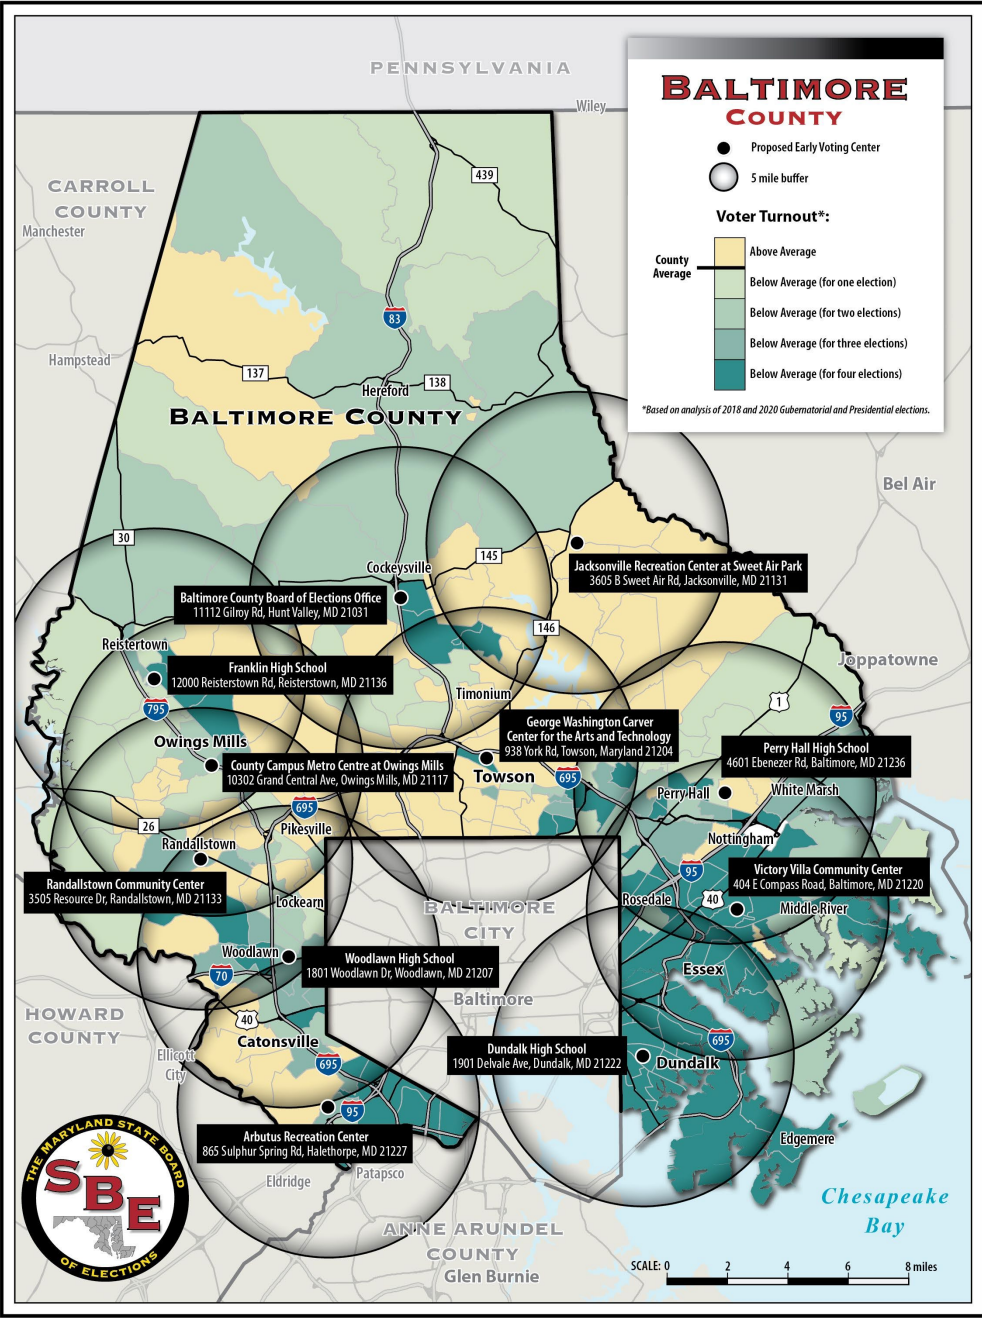 PENNSYLVANIA
Wiley
BALTIMORE
COUNTY
Proposed Early Voting Center
5 mile buffer
Voter Turnout*:
County
Average
Above Average
Below Average (for one election)
Below Average (for two elections)
Below Average (for three elections)
Below Average (for four elections)
*Based on analysis of 2018 and 2020 Gubernatorial and Presidential elections.
CARROLL
COUNTY
Manchester
439
83
Hampstead
137
138
Hereford
BALTIMORE COUNTY
Bel Air
30
145
Cockeysville
Jacksonville Recreation Center at Sweet Air Park
3605 B Sweet Air Rd, Jacksonville, MD 21131
Baltimore County Board of Elections Office
11112 Gilroy Rd, Hunt Valley, MD 21031
146
Reistertown
Joppatowne
Franklin High School
12000 Reisterstown Rd, Reisterstown, MD 21136
Timonium
1
795
95
George Washington Carver
Center for the Arts and Technology
938 York Rd, Towson, Maryland 21204
Owings Mills
Perry Hall High School
4601 Ebenezer Rd, Baltimore, MD 21236
County Campus Metro Centre at Owings Mills
10302 Grand Central Ave, Owings Mills, MD 21117
Towson
695
Perry Hall
White Marsh
695
26
Pikesville
Randallstown
Nottingham
95
Victory Villa Community Center
404 E Compass Road, Baltimore, MD 21220
Randallstown Community Center
3505 Resource Dr, Randallstown, MD 21133
Lockearn
Rosedale
40
Middle River
BALTIMORE
CITY
Woodlawn
Woodlawn High School
1801 Woodlawn Dr, Woodlawn, MD 21207
70
Essex
Baltimore
HOWARD
COUNTY
40
Catonsville
695
695
Ellicott
City
Dundalk High School
1901 Delvale Ave, Dundalk, MD 21222
Dundalk
95
Arbutus Recreation Center
865 Sulphur Spring Rd, Halethorpe, MD 21227
Edgemere
THE MARYLAND STATE BOARD
SBE
OF ELECTIONS
Eldridge
Patapsco
Chesapeake
Bay
ANNE ARUNDEL
COUNTY
Glen Burnie
SCALE: 0 2 4 6 8 miles